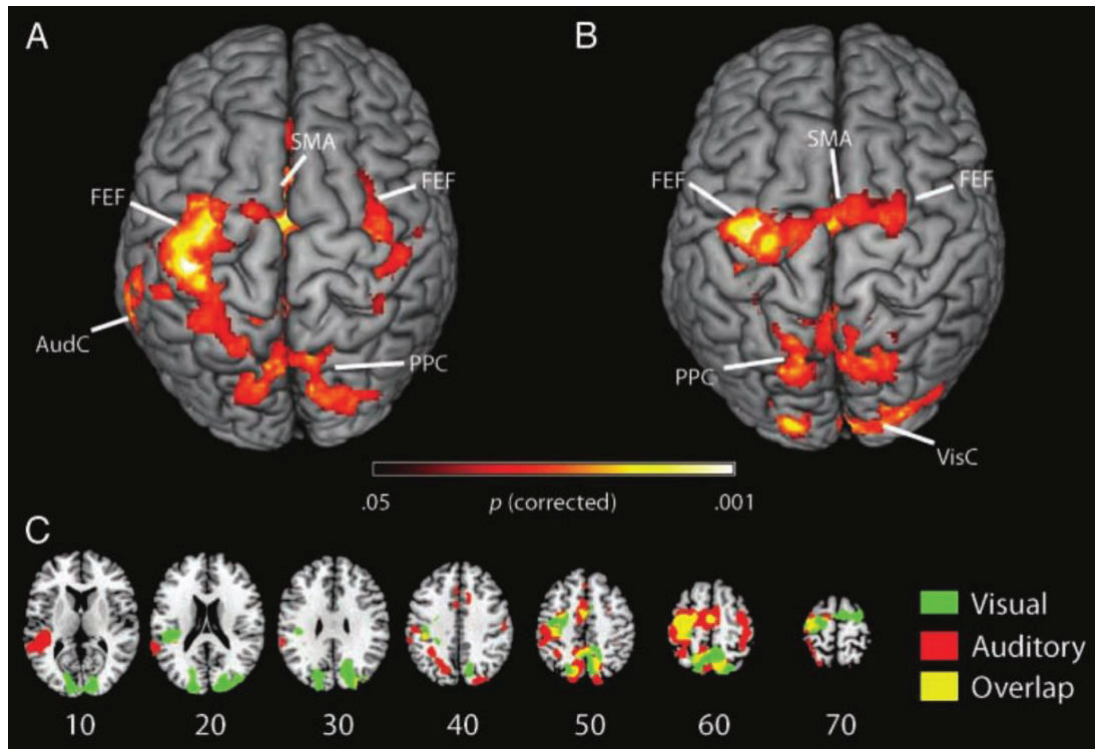 A
B
SMA
SMA
FEF
FEF
FEF
FEF
AudC
PPC
PPC
VisC
.05
p (corrected)
.001
C
Visual
Auditory
Overlap
10 20 30 40 50 60 70